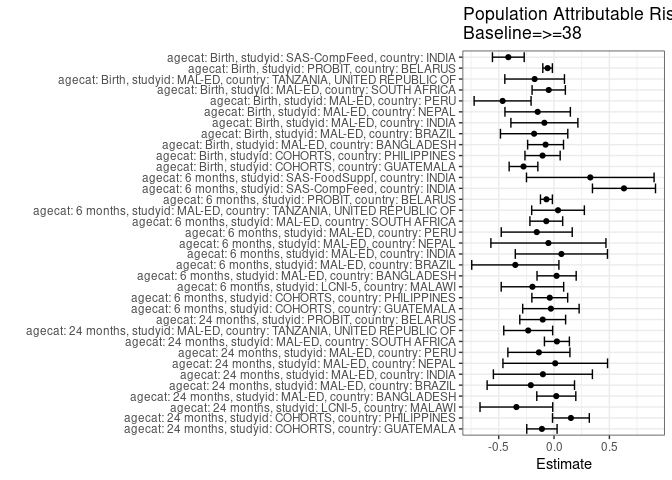 Population Attributable Ris
Baseline=>=38
agecat: Birth, studyid: SAS-CompFeed, country: INDIA
agecat: Birth, studyid: PROBIT, country: BELARUS
agecat: Birth, studyid: MAL-ED, country: TANZANIA, UNITED REPUBLIC OF
agecat: Birth, studyid: MAL-ED, country: SOUTH AFRICA
agecat: Birth, studyid: MAL-ED, country: PERU
agecat: Birth, studyid: MAL-ED, country: NEPAL
agecat: Birth, studyid: MAL-ED, country: INDIA
agecat: Birth, studyid: MAL-ED, country: BRAZIL
agecat: Birth, studyid: MAL-ED, country: BANGLADESH
agecat: Birth, studyid: COHORTS, country: PHILIPPINES
agecat: Birth, studyid: COHORTS, country: GUATEMALA
agecat: 6 months, studyid: SAS-FoodSuppl, country: INDIA
agecat: 6 months, studyid: SAS-CompFeed, country: INDIA
agecat: 6 months, studyid: PROBIT, country: BELARUS
agecat: 6 months, studyid: MAL-ED, country: TANZANIA, UNITED REPUBLIC OF
agecat: 6 months, studyid: MAL-ED, country: SOUTH AFRICA
agecat: 6 months, studyid: MAL-ED, country: PERU
agecat: 6 months, studyid: MAL-ED, country: NEPAL
agecat: 6 months, studyid: MAL-ED, country: INDIA
agecat: 6 months, studyid: MAL-ED, country: BRAZIL
agecat: 6 months, studyid: MAL-ED, country: BANGLADESH
agecat: 6 months, studyid: LCNI-5, country: MALAWI
agecat: 6 months, studyid: COHORTS, country: PHILIPPINES
agecat: 6 months, studyid: COHORTS, country: GUATEMALA
agecat: 24 months, studyid: PROBIT, country: BELARUS
agecat: 24 months, studyid: MAL-ED, country: TANZANIA, UNITED REPUBLIC OF
agecat: 24 months, studyid: MAL-ED, country: SOUTH AFRICA
agecat: 24 months, studyid: MAL-ED, country: PERU
agecat: 24 months, studyid: MAL-ED, country: NEPAL
agecat: 24 months, studyid: MAL-ED, country: INDIA
agecat: 24 months, studyid: MAL-ED, country: BRAZIL
agecat: 24 months, studyid: MAL-ED, country: BANGLADESH
agecat: 24 months, studyid: LCNI-5, country: MALAWI
agecat: 24 months, studyid: COHORTS, country: PHILIPPINES
agecat: 24 months, studyid: COHORTS, country: GUATEMALA
-0.5 0.0 0.5
Estimate